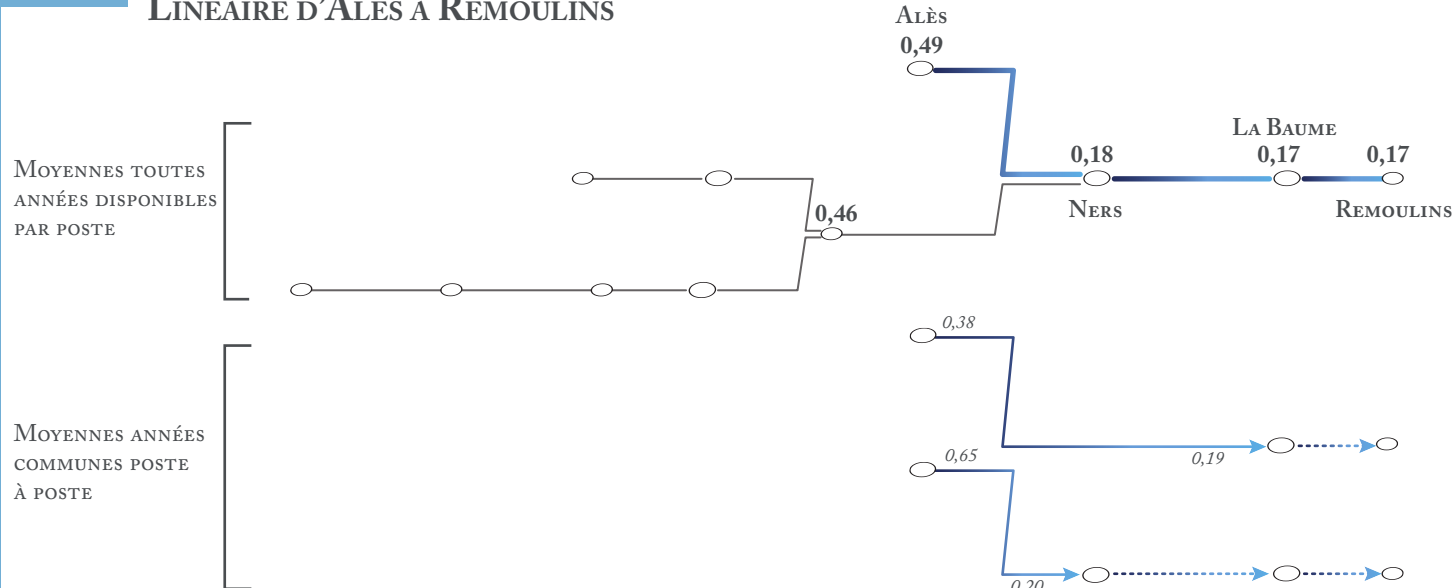 LINÉAIRE D'ALÈS À REMOULINS
ALÈS
0,49
LA BAUME
0,18
0,17
0,17
NERS
REMOULINS
0,46
MOYENNES TOUTES
ANNÉES DISPONIBLES
PAR POSTE
0,38
0,19
0,65
0,20
MOYENNES ANNÉES
COMMUNES POSTE
À POSTE